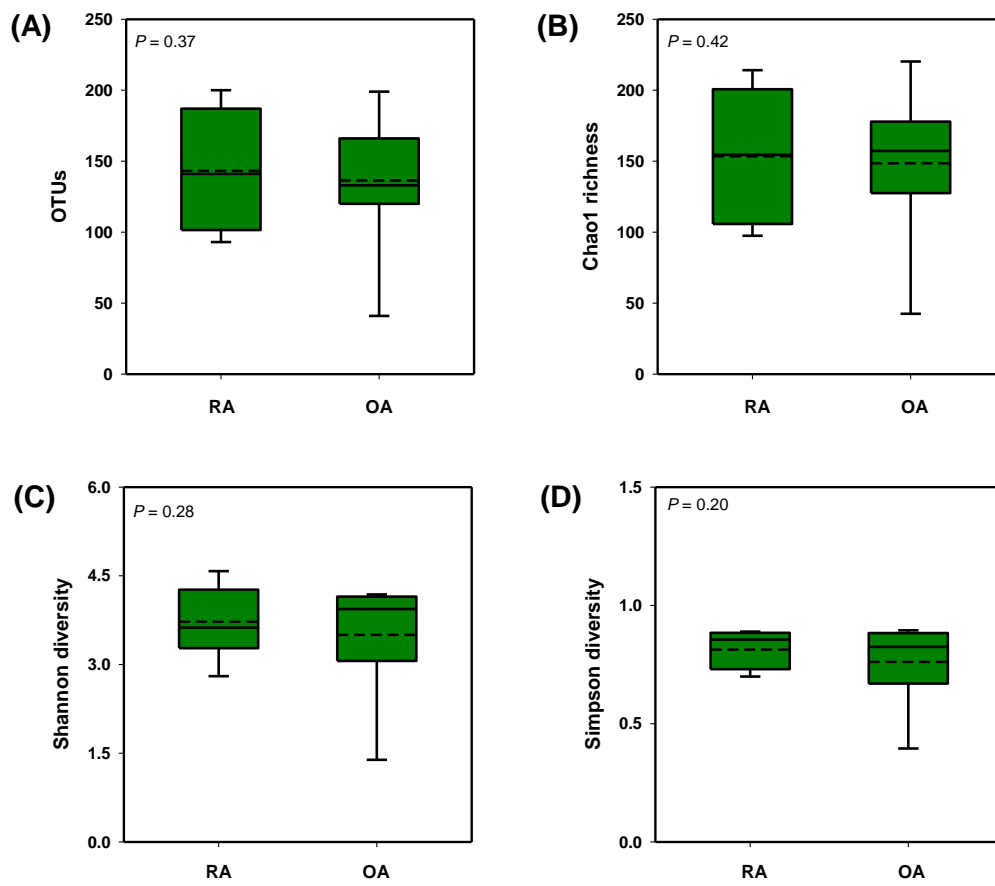 (A)
P = 0.37
OTUs
250
200
150
100
50
0
RA OA
(B)
P = 0.42
Chao1 richness
250
200
150
100
50
0
RA OA
(C)
P = 0.28
Shannon diversity
6.0
4.5
3.0
1.5
0.0
RA OA
(D)
P = 0.20
Simpson diversity
1.5
1.0
0.5
0.0
RA OA